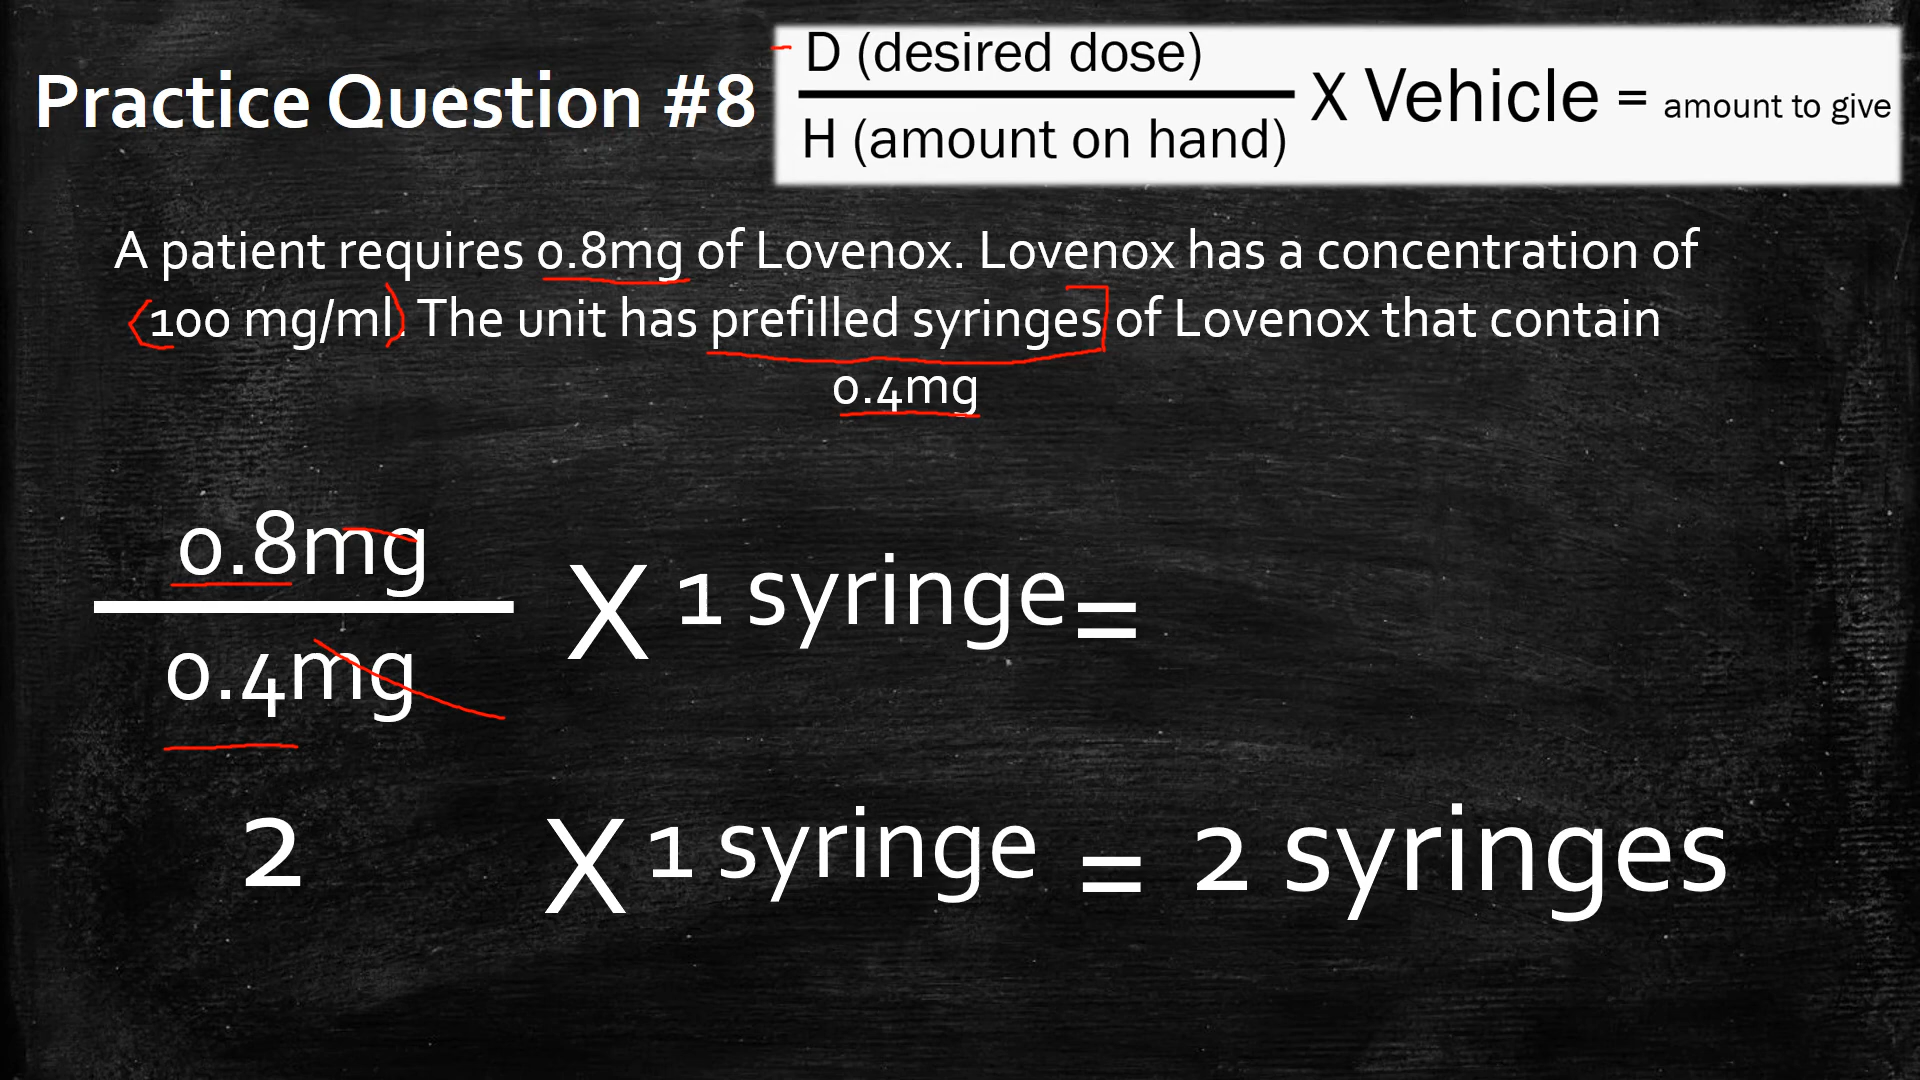 Practice Question #8
D (desired dose)
H (amount on hand)
X Vehicle = amount to give
A patient requires 0.8mg of Lovenox. Lovenox has a concentration of
100 mg/ml. The unit has prefilled syringes of Lovenox that contain
0.4mg
0.8mg
0.4mg
X 1 syringe =
2 X 1 syringe = 2 syringes